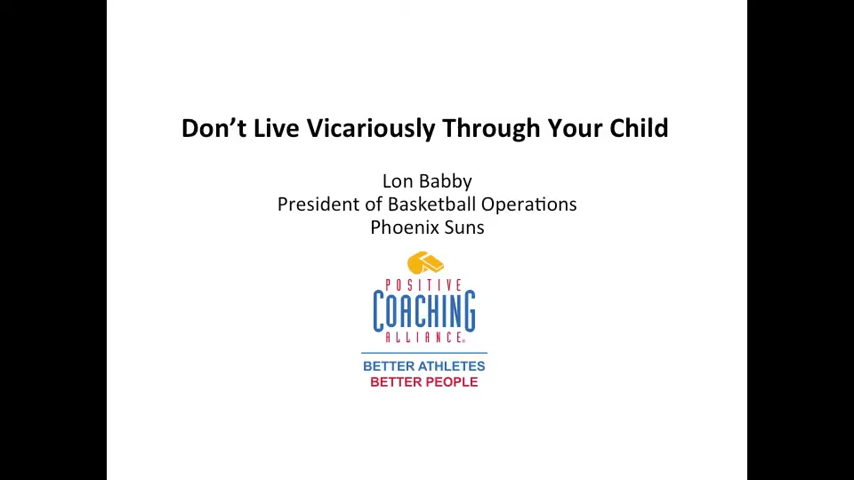 Don't Live Vicariously Through Your Child
Lon Babby
President of Basketball Operations
Phoenix Suns
POSITIVE
COACHING
ALLIANCE®
BETTER ATHLETES
BETTER PEOPLE